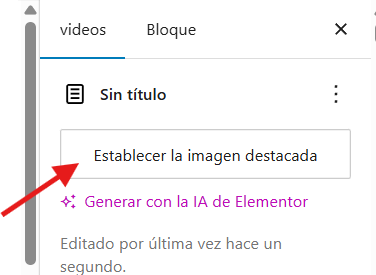 videos Bloque
Sin título
Establecer la imagen destacada
Generar con la IA de Elementor
Editado por última vez hace un
segundo.